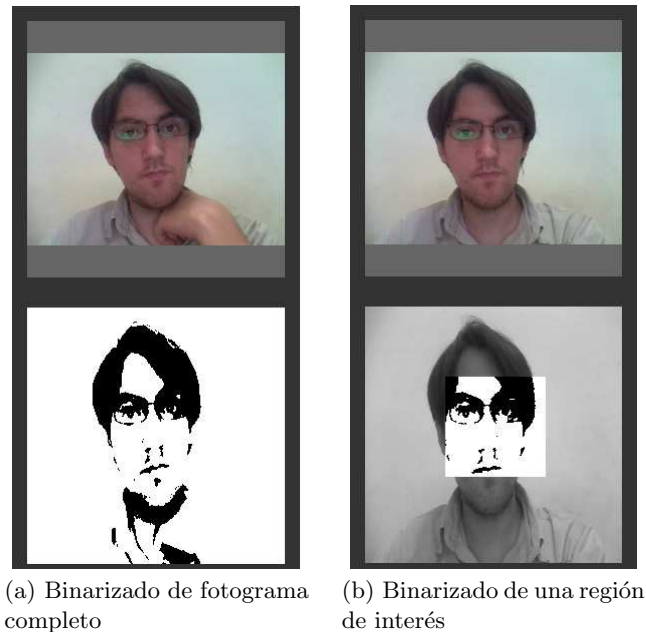 (a) Binarizado de fotograma
completo
(b) Binarizado de una región
de interés